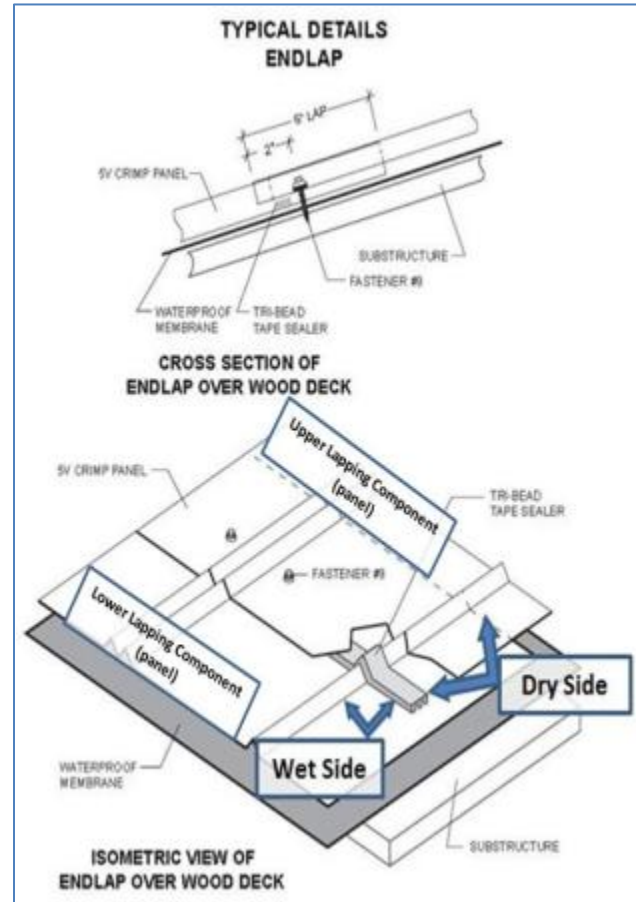 TYPICAL DETAILS
ENDLAP
6" LAP
2"
5V CRIMP PANEL
SUBSTRUCTURE
FASTENER #9
WATERPROOF
MEMBRANE
TRI-BEAD
TAPE SEALER
CROSS SECTION OF
ENDLAP OVER WOOD DECK
Upper Lapping Component
(panel)
5V CRIMP PANEL
TRI-BEAD
TAPE SEALER
FASTENER #9
Lower Lapping Component
(panel)
Dry Side
Wet Side
WATERPROOF
MEMBRANE
SUBSTRUCTURE
ISOMETRIC VIEW OF
ENDLAP OVER WOOD DECK